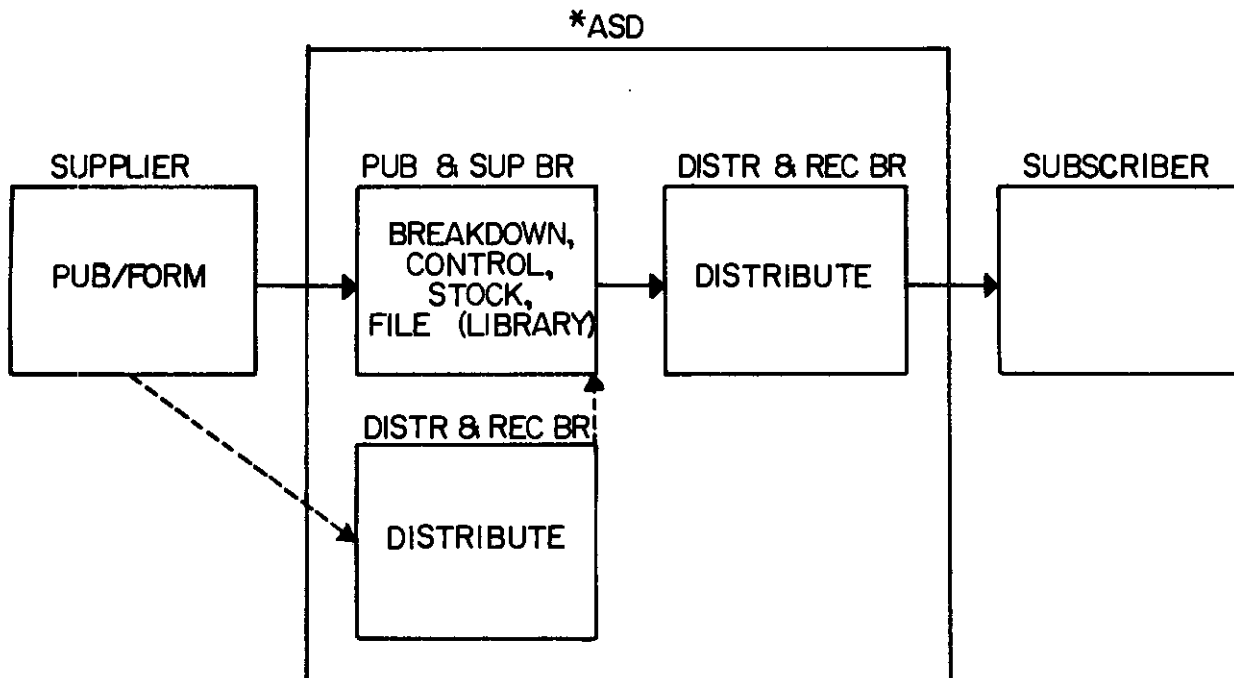 *ASD
SUPPLIER
PUB/FORM
PUB & SUP BR
BREAKDOWN,
CONTROL,
STOCK,
FILE (LIBRARY)
DISTR & REC BR
DISTRIBUTE
SUBSCRIBER
DISTR & REC BR
DISTRIBUTE